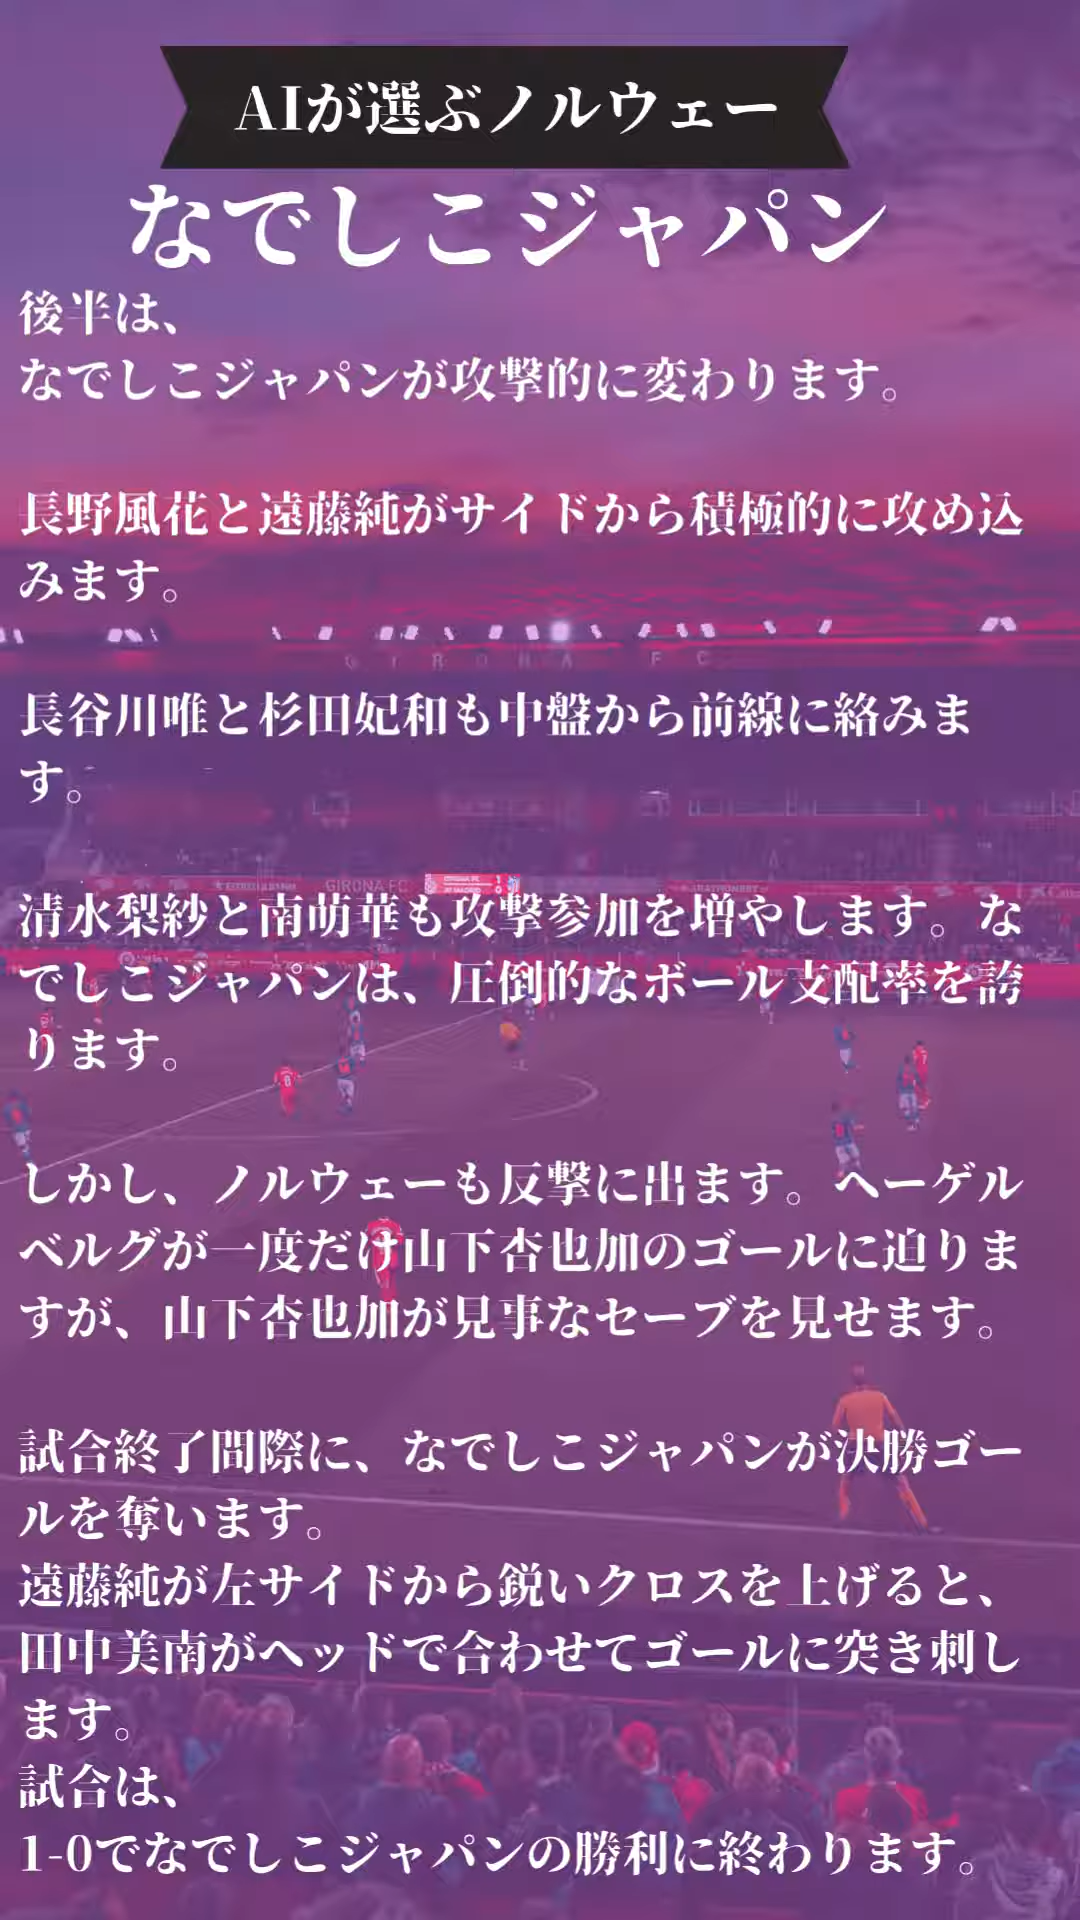 AIが選ぶノルウェー
なでしこジャパン
後半は、
なでしこジャパンが攻撃的に変わります。
長野風花と遠藤純がサイドから積極的に攻め込
みます。
GIRONA FC
長谷川唯と杉田妃和も中盤から前線に絡みま
す。
GIRONA FC
清水梨紗と南萌華も攻撃参加を増やします。な
でしこジャパンは、圧倒的なボール支配率を誇
ります。
しかし、ノルウェーも反撃に出ます。ヘーゲル
ベルグが一度だけ山下杏也加のゴールに迫りま
すが、山下杏也加が見事なセーブを見せます。
試合終了間際に、なでしこジャパンが決勝ゴー
ルを奪います。
遠藤純が左サイドから鋭いクロスを上げると、
田中美南がヘッドで合わせてゴールに突き刺し
ます。
試合は、
1-0でなでしこジャパンの勝利に終わります。